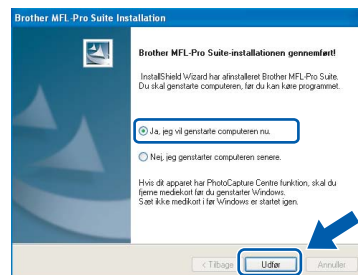 Brother MFL-Pro Suite Installation
Brother MFL-Pro Suite-installationen gennemført!
InstallShield Wizard har afinstalleret Brother MFL-Pro Suite.
Du skal genstarte computeren, før du kan køre programmet.
Ja, jeg vil genstarte computeren nu.
Nej, jeg genstarter computeren senere.
Hvis dit apparet har PhotoCapture Centre funktion, skal du
fjerne mediekort før du genstarter Windows.
Sæt ikke medikort i før Windows er startet igen.
< Tilbage
Udfør
Annuller